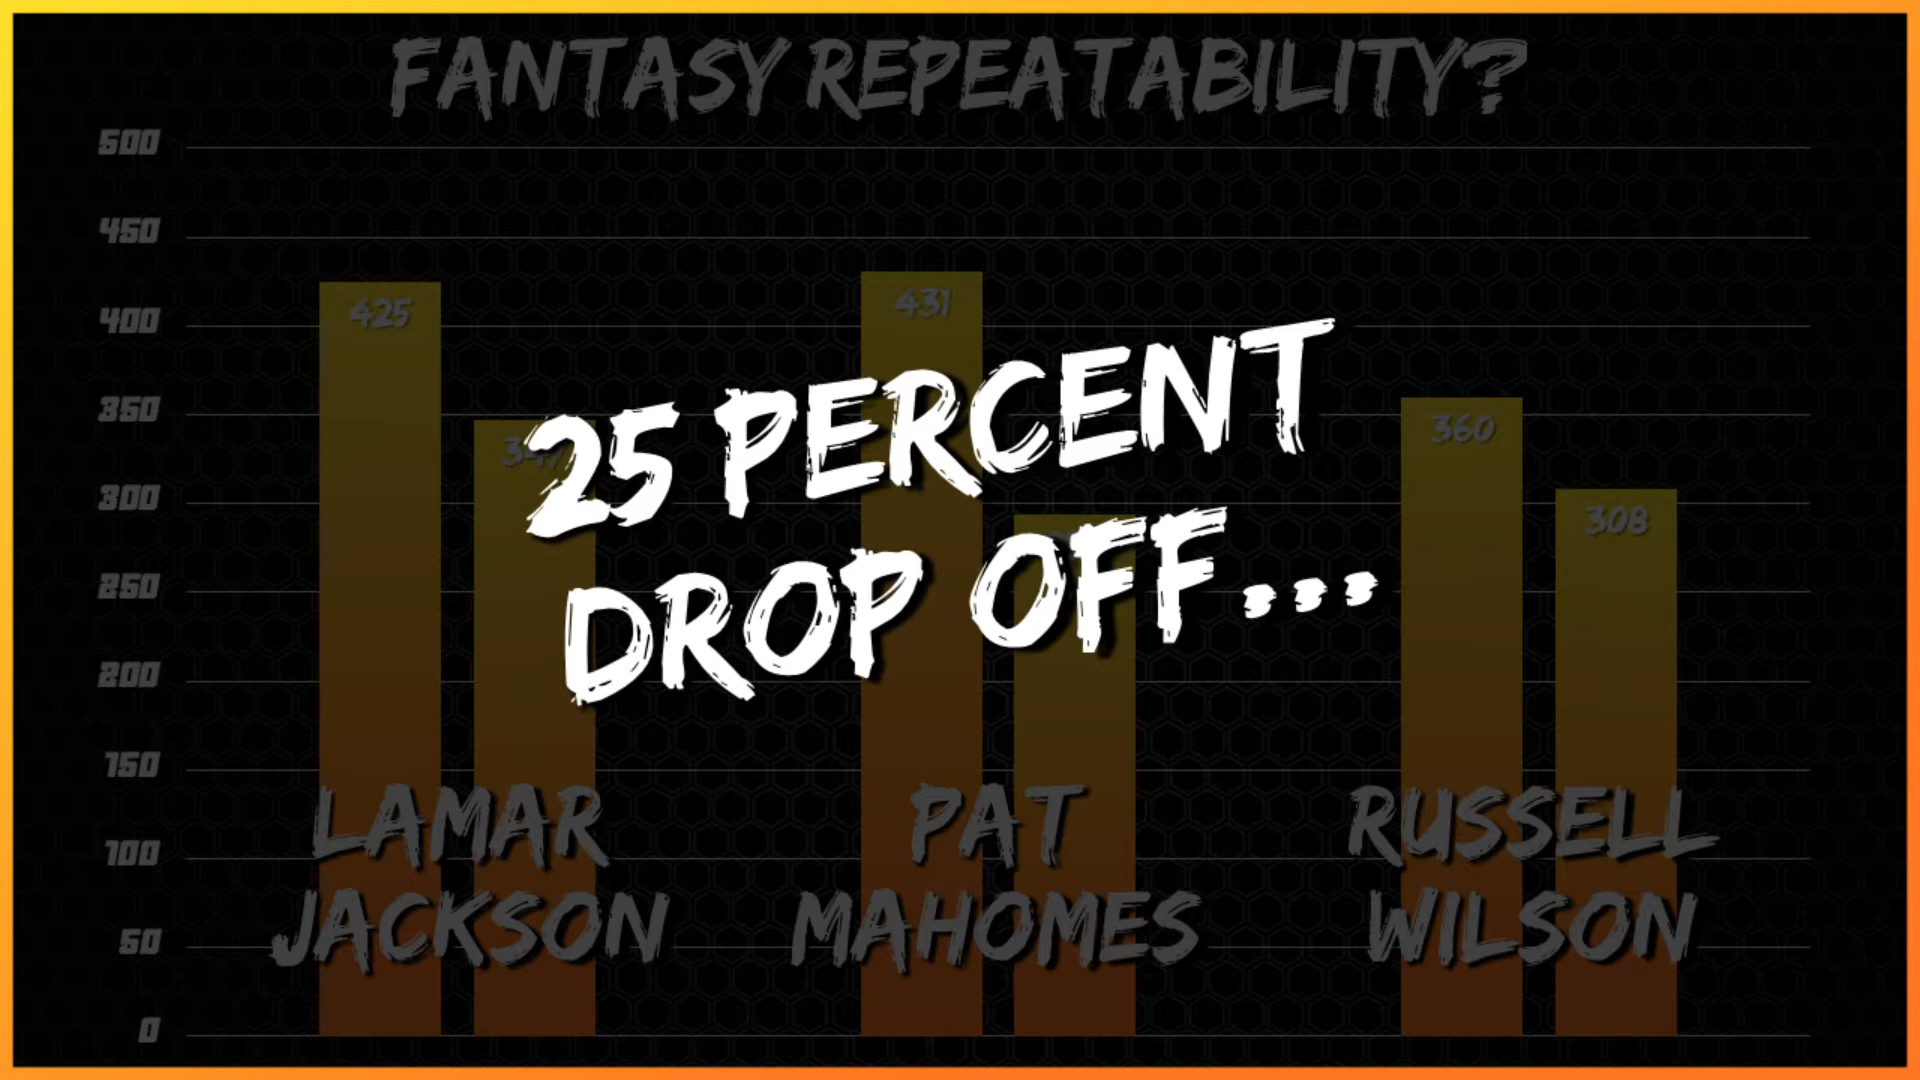 FANTASY REPEATABILITY?
500
450
400
350
300
250
200
150
100
50
0
425
431
360
308
25 PERCENT
DROP OFF...
LAMAR
JACKSON
PAT
MAHOMES
RUSSELL
WILSON